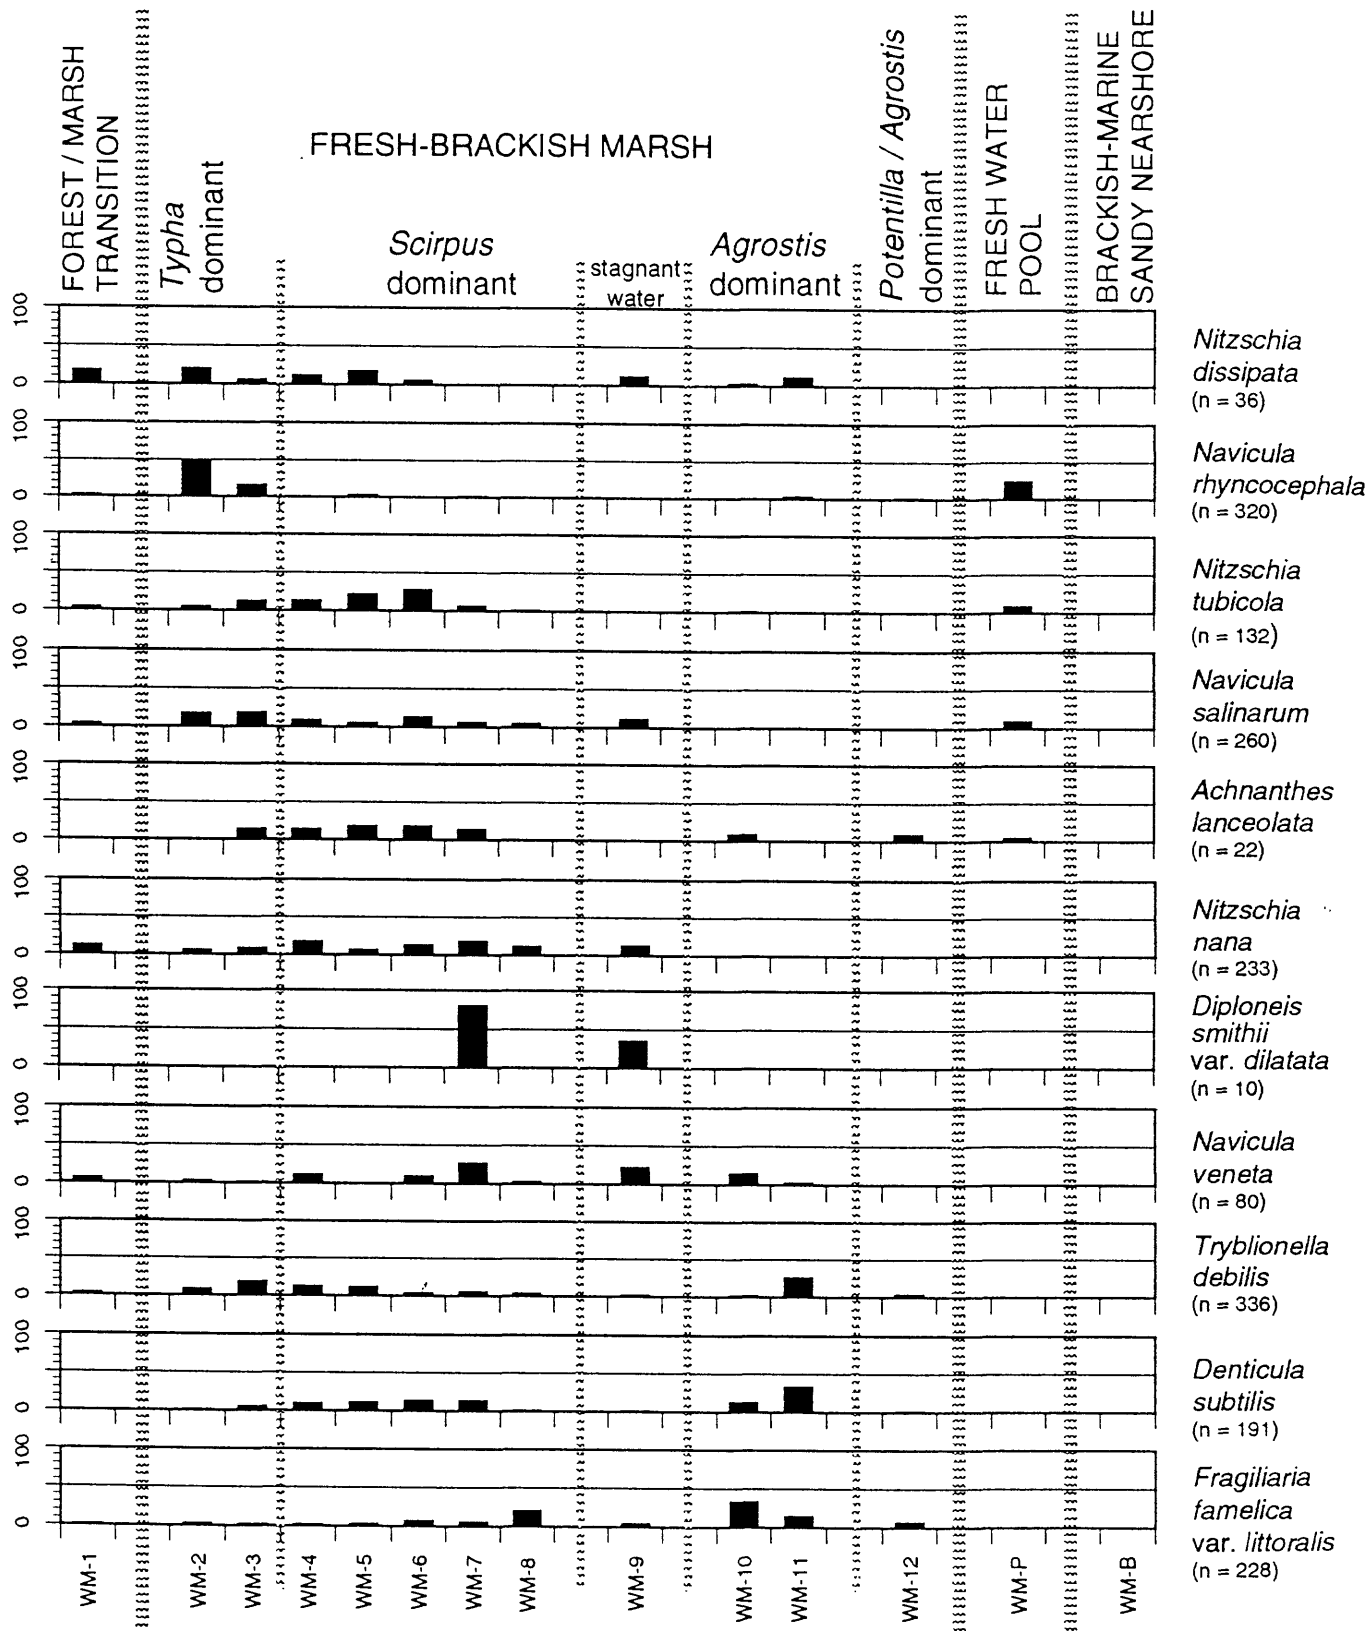 FOREST / MARSH
TRANSITION
Typha
dominant
FRESH-BRACKISH MARSH
Scirpus
dominant
stagnant
water
Agrostis
dominant
Potentilla / Agrostis
dominant
FRESH WATER
POOL
BRACKISH-MARINE
SANDY NEARSHORE
100
0
Nitzschia
dissipata
(n = 36)
100
0
Navicula
rhyncocephala
(n = 320)
100
0
Nitzschia
tubicola
(n = 132)
100
0
Navicula
salinarum
(n = 260)
100
0
Achnanthes
lanceolata
(n = 22)
100
0
Nitzschia
nana
(n = 233)
100
0
Diploneis
smithii
var. dilatata
(n = 10)
100
0
Navicula
veneta
(n = 80)
100
0
Tryblionella
debilis
(n = 336)
100
0
Denticula
subtilis
(n = 191)
100
0
Fragiliaria
famelica
var. littoralis
(n = 228)
WM-1
WM-2
WM-3
WM-4
WM-5
WM-6
WM-7
WM-8
WM-9
WM-10
WM-11
WM-12
WM-P
WM-B